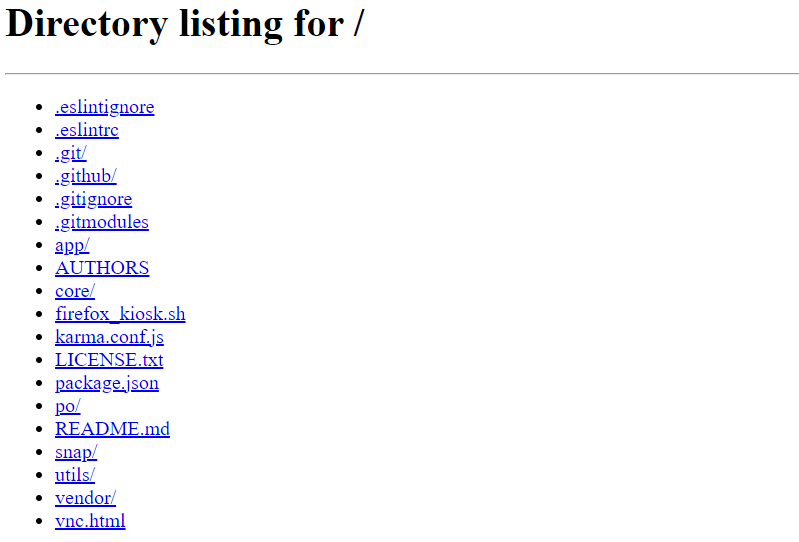 Directory listing for /
.eslintignore
.eslintrc
.git/
.github/
.gitignore
.gitmodules
app/
AUTHORS
core/
firefox_kiosk.sh
karma.conf.js
LICENSE.txt
package.json
po/
README.md
snap/
utils/
vendor/
vnc.html